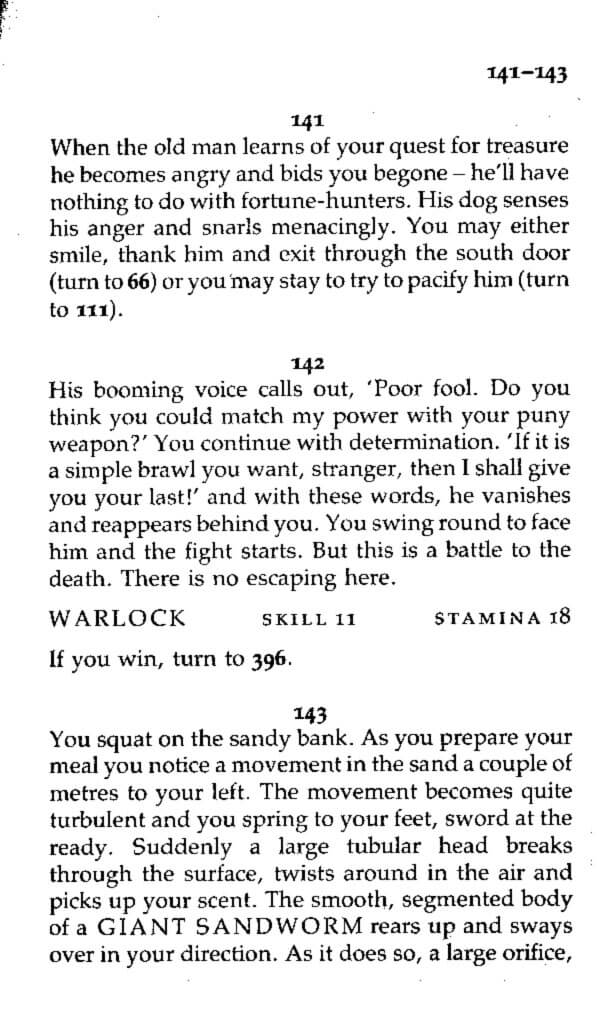 141–143
141
When the old man learns of your quest for treasure
he becomes angry and bids you begone – he'll have
nothing to do with fortune-hunters. His dog senses
his anger and snarls menacingly. You may either
smile, thank him and exit through the south door
(turn to 66) or you may stay to try to pacify him (turn
to 111).
142
His booming voice calls out, 'Poor fool. Do you
think you could match my power with your puny
weapon?' You continue with determination. 'If it is
a simple brawl you want, stranger, then I shall give
you your last!' and with these words, he vanishes
and reappears behind you. You swing round to face
him and the fight starts. But this is a battle to the
death. There is no escaping here.
WARLOCK SKILL 11 STAMINA 18
If you win, turn to 396.
143
You squat on the sandy bank. As you prepare your
meal you notice a movement in the sand a couple of
metres to your left. The movement becomes quite
turbulent and you spring to your feet, sword at the
ready. Suddenly a large tubular head breaks
through the surface, twists around in the air and
picks up your scent. The smooth, segmented body
of a GIANT SANDWORM rears up and sways
over in your direction. As it does so, a large orifice,